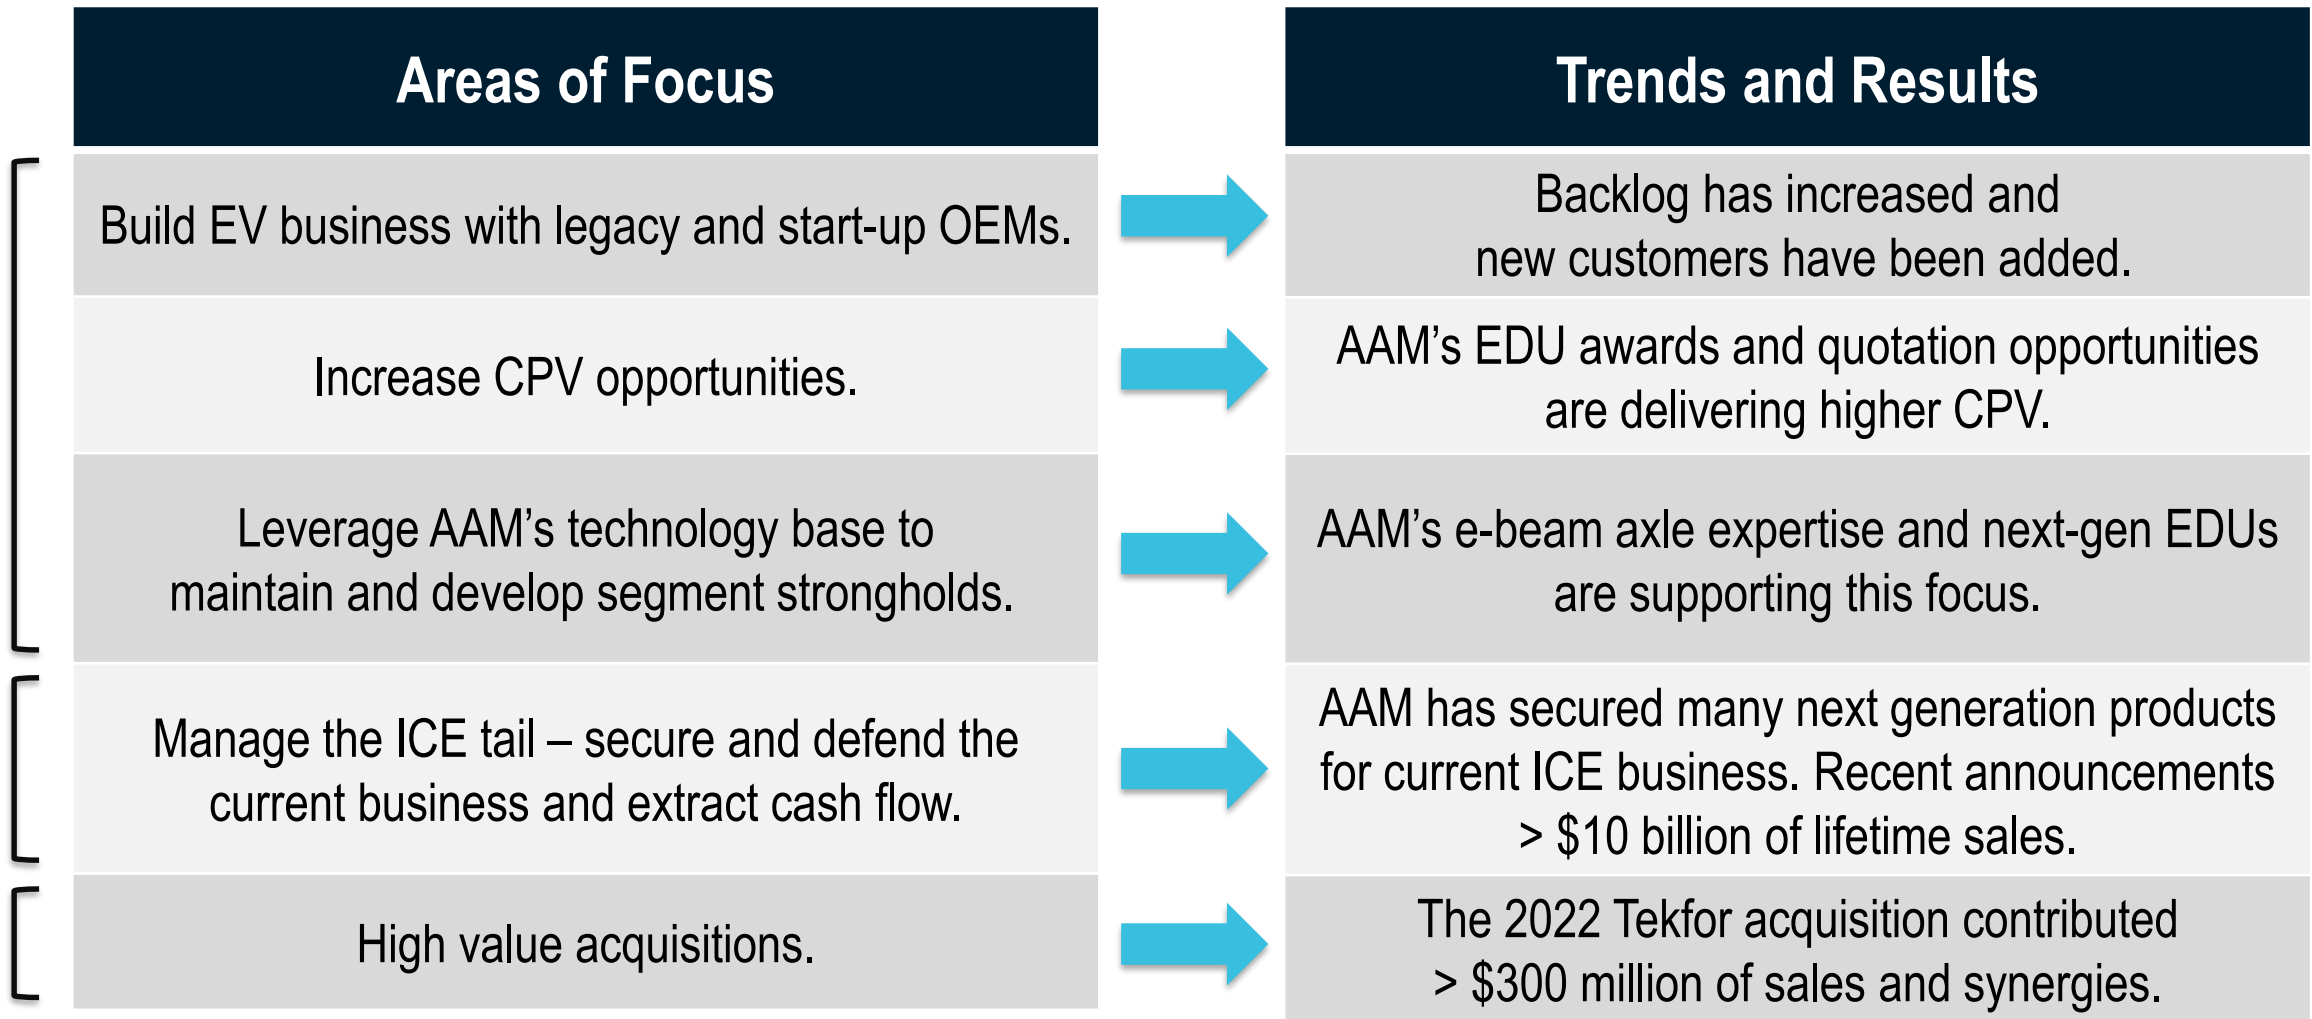 Areas of Focus
Trends and Results
Build EV business with legacy and start-up OEMs.
Backlog has increased and
new customers have been added.
Increase CPV opportunities.
AAM’s EDU awards and quotation opportunities
are delivering higher CPV.
Leverage AAM’s technology base to
maintain and develop segment strongholds.
AAM’s e-beam axle expertise and next-gen EDUs
are supporting this focus.
Manage the ICE tail – secure and defend the
current business and extract cash flow.
AAM has secured many next generation products
for current ICE business. Recent announcements
> $10 billion of lifetime sales.
High value acquisitions.
The 2022 Tekfor acquisition contributed
> $300 million of sales and synergies.